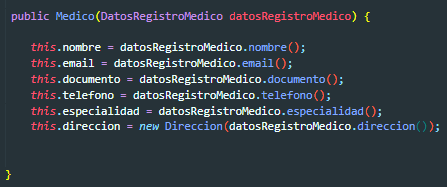 public Medico(DatosRegistroMedico datosRegistroMedico) {
this.nombre = datosRegistroMedico.nombre();
this.email = datosRegistroMedico.email();
this.documento = datosRegistroMedico.documento();
this.telefono = datosRegistroMedico.telefono();
this.especialidad = datosRegistroMedico.especialidad();
this.direccion = new Direccion(datosRegistroMedico.direccion());
}